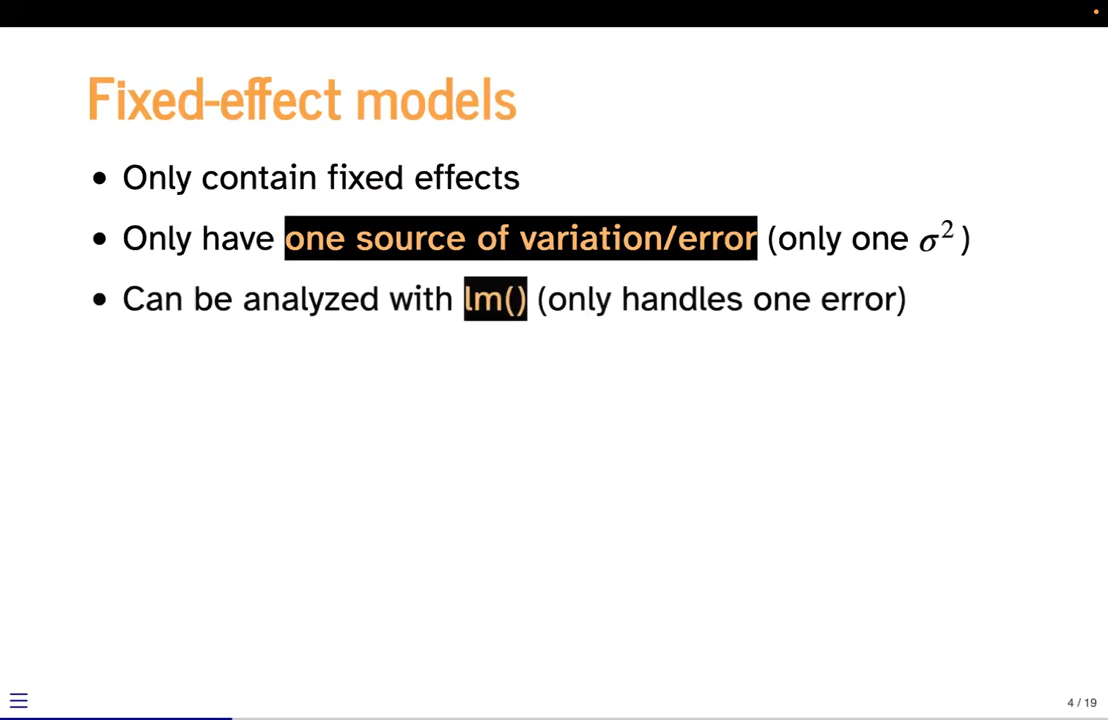 Fixed-effect models
• Only contain fixed effects
• Only have one source of variation/error (only one σ²)
• Can be analyzed with lm() (only handles one error)
4 / 19